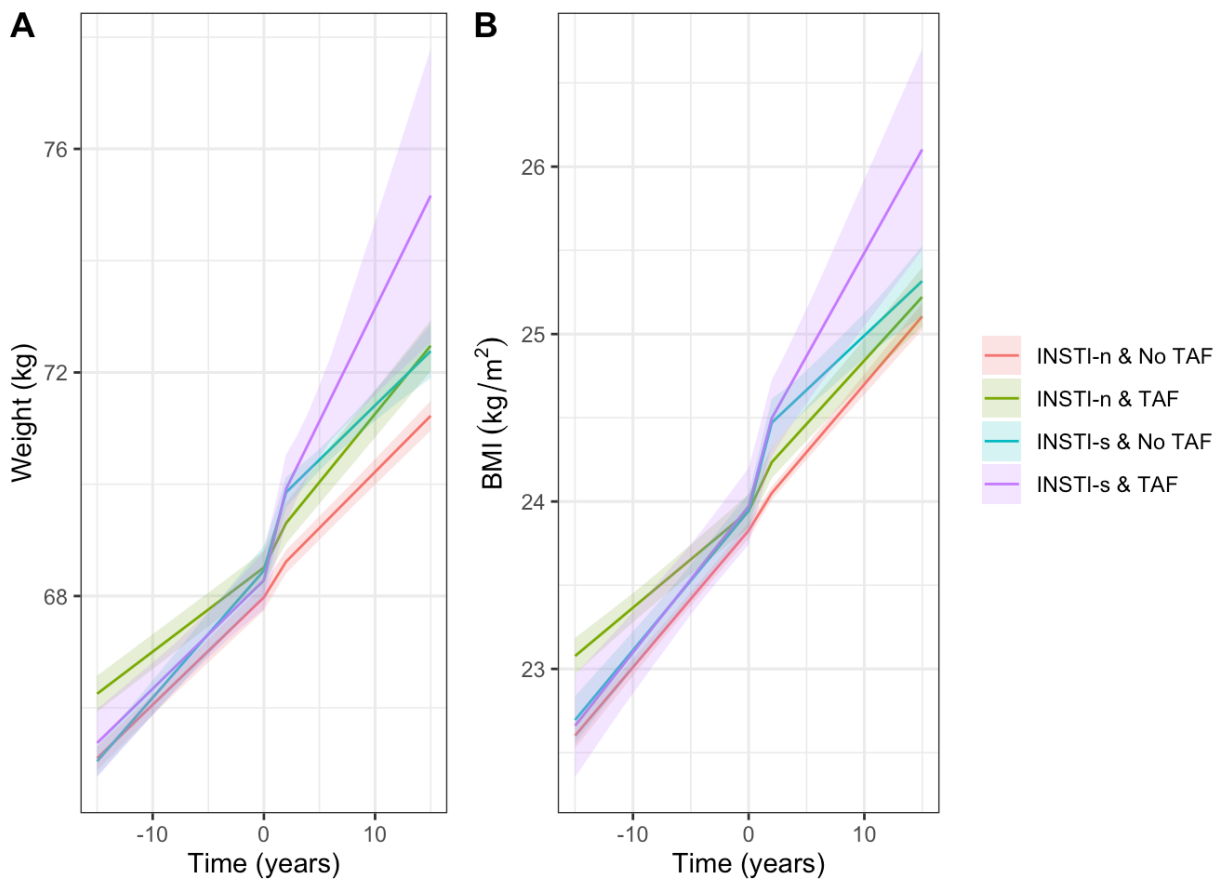 A
Weight (kg)
76
72
68
-10 0 10
Time (years)
B
BMI (kg/m²)
26
25
24
23
-10 0 10
Time (years)
INSTI-n & No TAF
INSTI-n & TAF
INSTI-s & No TAF
INSTI-s & TAF